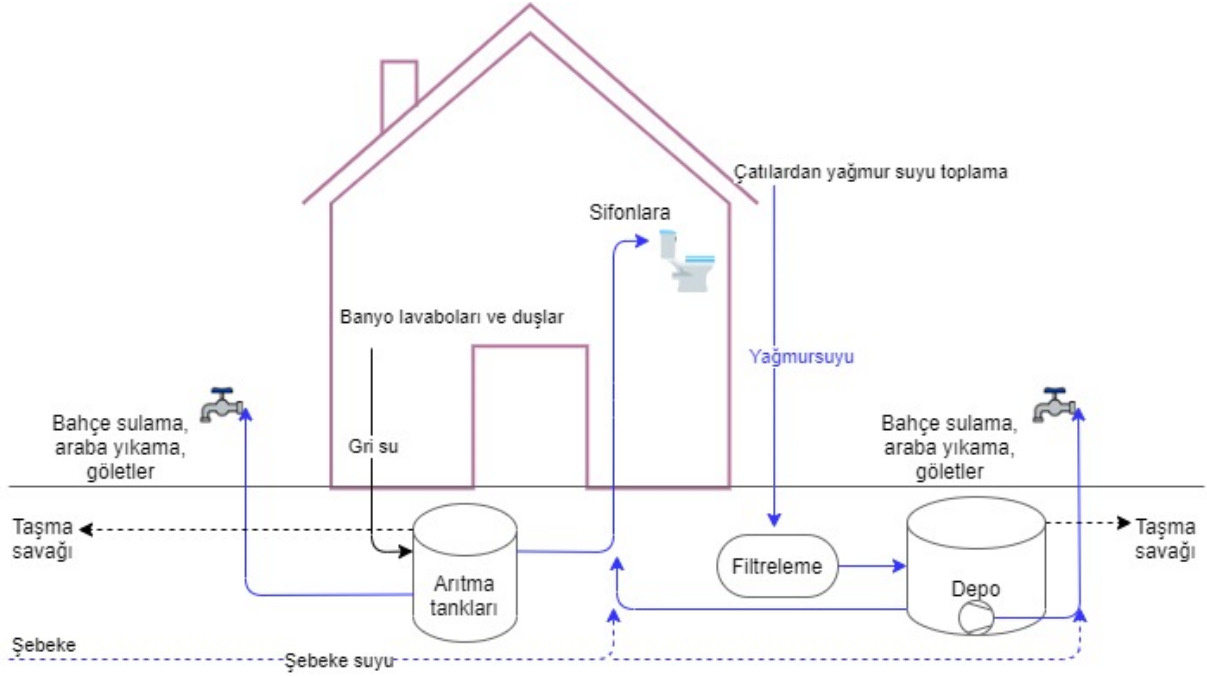 Çatılardan yağmur suyu toplama
Sifonlara
Banyo lavaboları ve duşlar
Yağmursuyu
Bahçe sulama,
araba yıkama,
göletler
Gri su
Bahçe sulama,
araba yıkama,
göletler
Taşma
savağı
Arıtma
tankları
Filtreleme
Depo
Taşma
savağı
Şebeke
Şebeke suyu